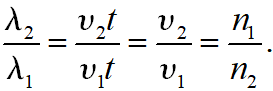 λ₂/λ₁ = υ₂t/υ₁t = υ₂/υ₁ = n₁/n₂.